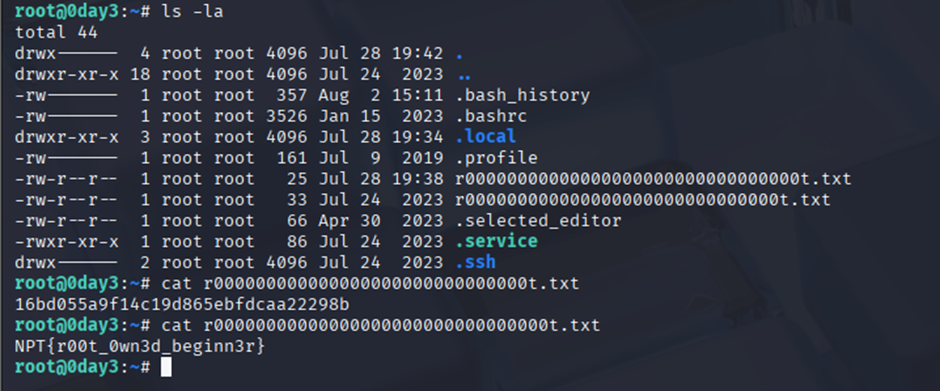 root@0day3:~# ls -la
total 44
drwx------  4 root root 4096 Jul 28 19:42 .
drwxr-xr-x 18 root root 4096 Jul 24  2023 ..
-rw-------  1 root root  357 Aug  2 15:11 .bash_history
-rw-------  1 root root 3526 Jan 15  2023 .bashrc
drwxr-xr-x  3 root root 4096 Jul 28 19:34 .local
-rw-------  1 root root  161 Jul  9  2019 .profile
-rw-r--r--  1 root root   25 Jul 28 19:38 r00000000000000000000000000000000t.txt
-rw-r--r--  1 root root   33 Jul 24  2023 r000000000000000000000000000000t.txt
-rw-r--r--  1 root root   66 Apr 30  2023 .selected_editor
-rwxr-xr-x  1 root root   86 Jul 24  2023 .service
drwx------  2 root root 4096 Jul 24  2023 .ssh
root@0day3:~# cat r000000000000000000000000000000t.txt
16bd055a9f14c19d865ebfdcaa22298b
root@0day3:~# cat r00000000000000000000000000000000t.txt
NPT{r00t_0wn3d_beginn3r}
root@0day3:~#